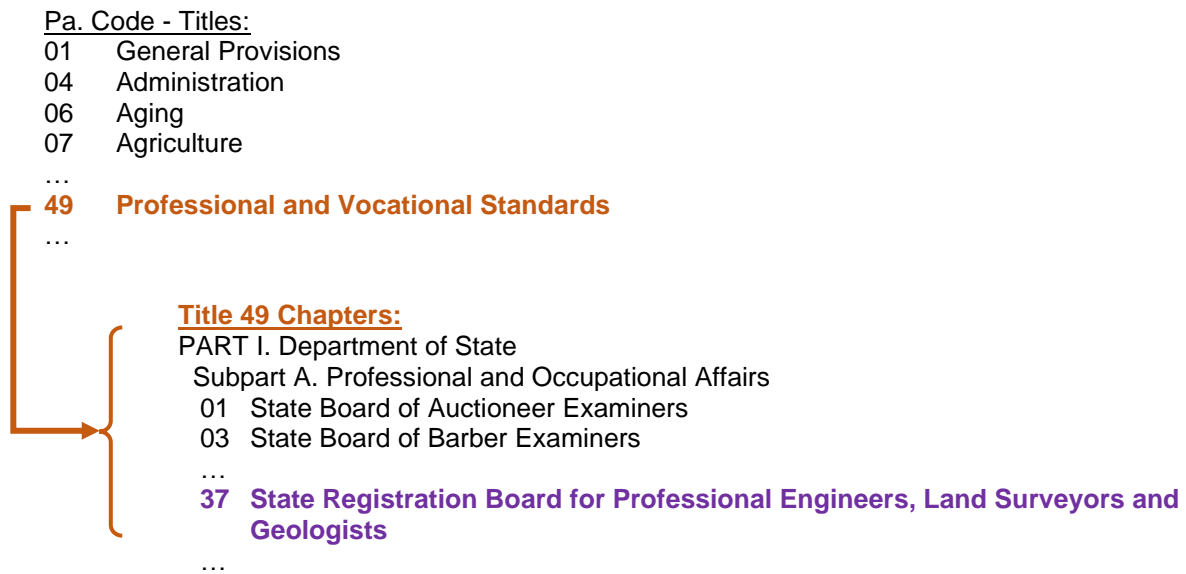 Pa. Code - Titles:
01 General Provisions
04 Administration
06 Aging
07 Agriculture
…
49 Professional and Vocational Standards
…
Title 49 Chapters:
PART I. Department of State
Subpart A. Professional and Occupational Affairs
01 State Board of Auctioneer Examiners
03 State Board of Barber Examiners
…
37 State Registration Board for Professional Engineers, Land Surveyors and
Geologists
…